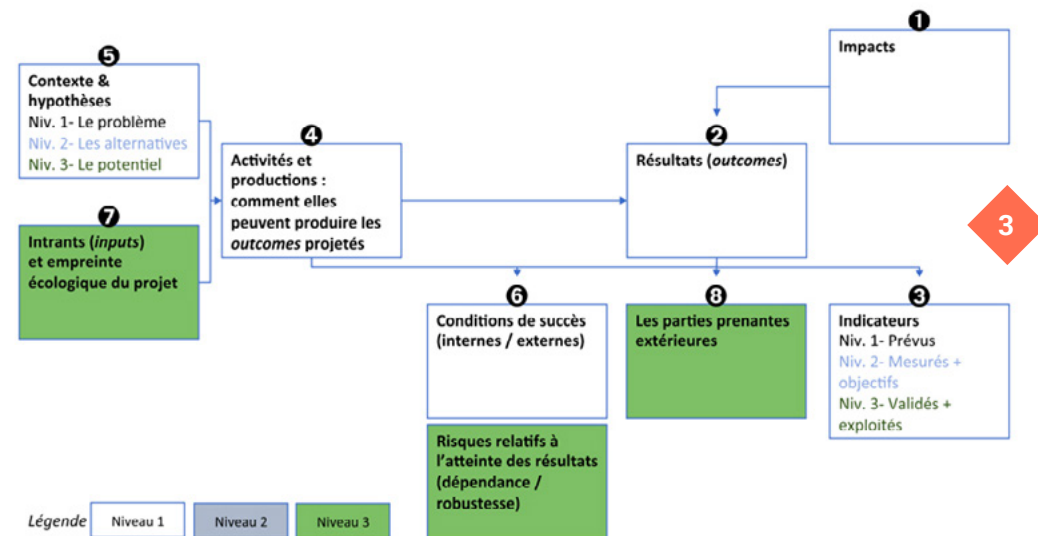 1
Impacts
5
Contexte &
hypothèses
Niv. 1- Le problème
Niv. 2- Les alternatives
Niv. 3- Le potentiel
4
Activités et
productions :
comment elles
peuvent produire les
outcomes projetés
2
Résultats (outcomes)
3
7
Intrants (inputs)
et empreinte
écologique du projet
6
Conditions de succès
(internes / externes)
8
Les parties prenantes
extérieures
3
Indicateurs
Niv. 1- Prévus
Niv. 2- Mesurés +
objectifs
Niv. 3- Validés +
exploités
Risques relatifs à
l'atteinte des résultats
(dépendance /
robustesse)
Légende
Niveau 1
Niveau 2
Niveau 3